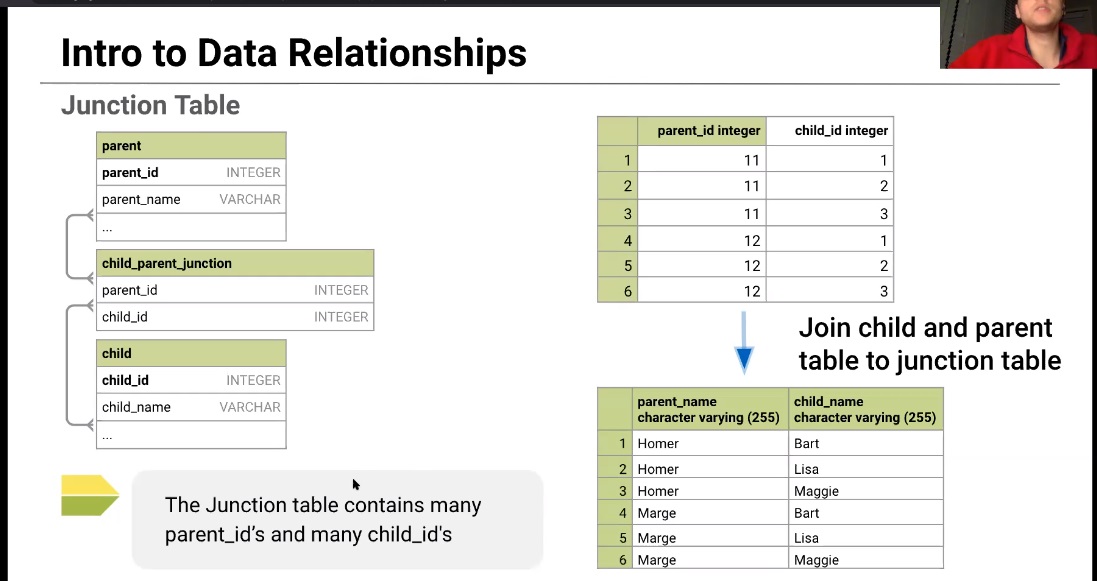 Intro to Data Relationships
Junction Table
parent
parent_id INTEGER
parent_name VARCHAR
...
child_parent_junction
parent_id INTEGER
child_id INTEGER
child
child_id INTEGER
child_name VARCHAR
...
The Junction table contains many
parent_id’s and many child_id's
parent_id integer child_id integer
1 11 1
2 11 2
3 11 3
4 12 1
5 12 2
6 12 3
Join child and parent
table to junction table
parent_name child_name
character varying (255) character varying (255)
1 Homer Bart
2 Homer Lisa
3 Homer Maggie
4 Marge Bart
5 Marge Lisa
6 Marge Maggie